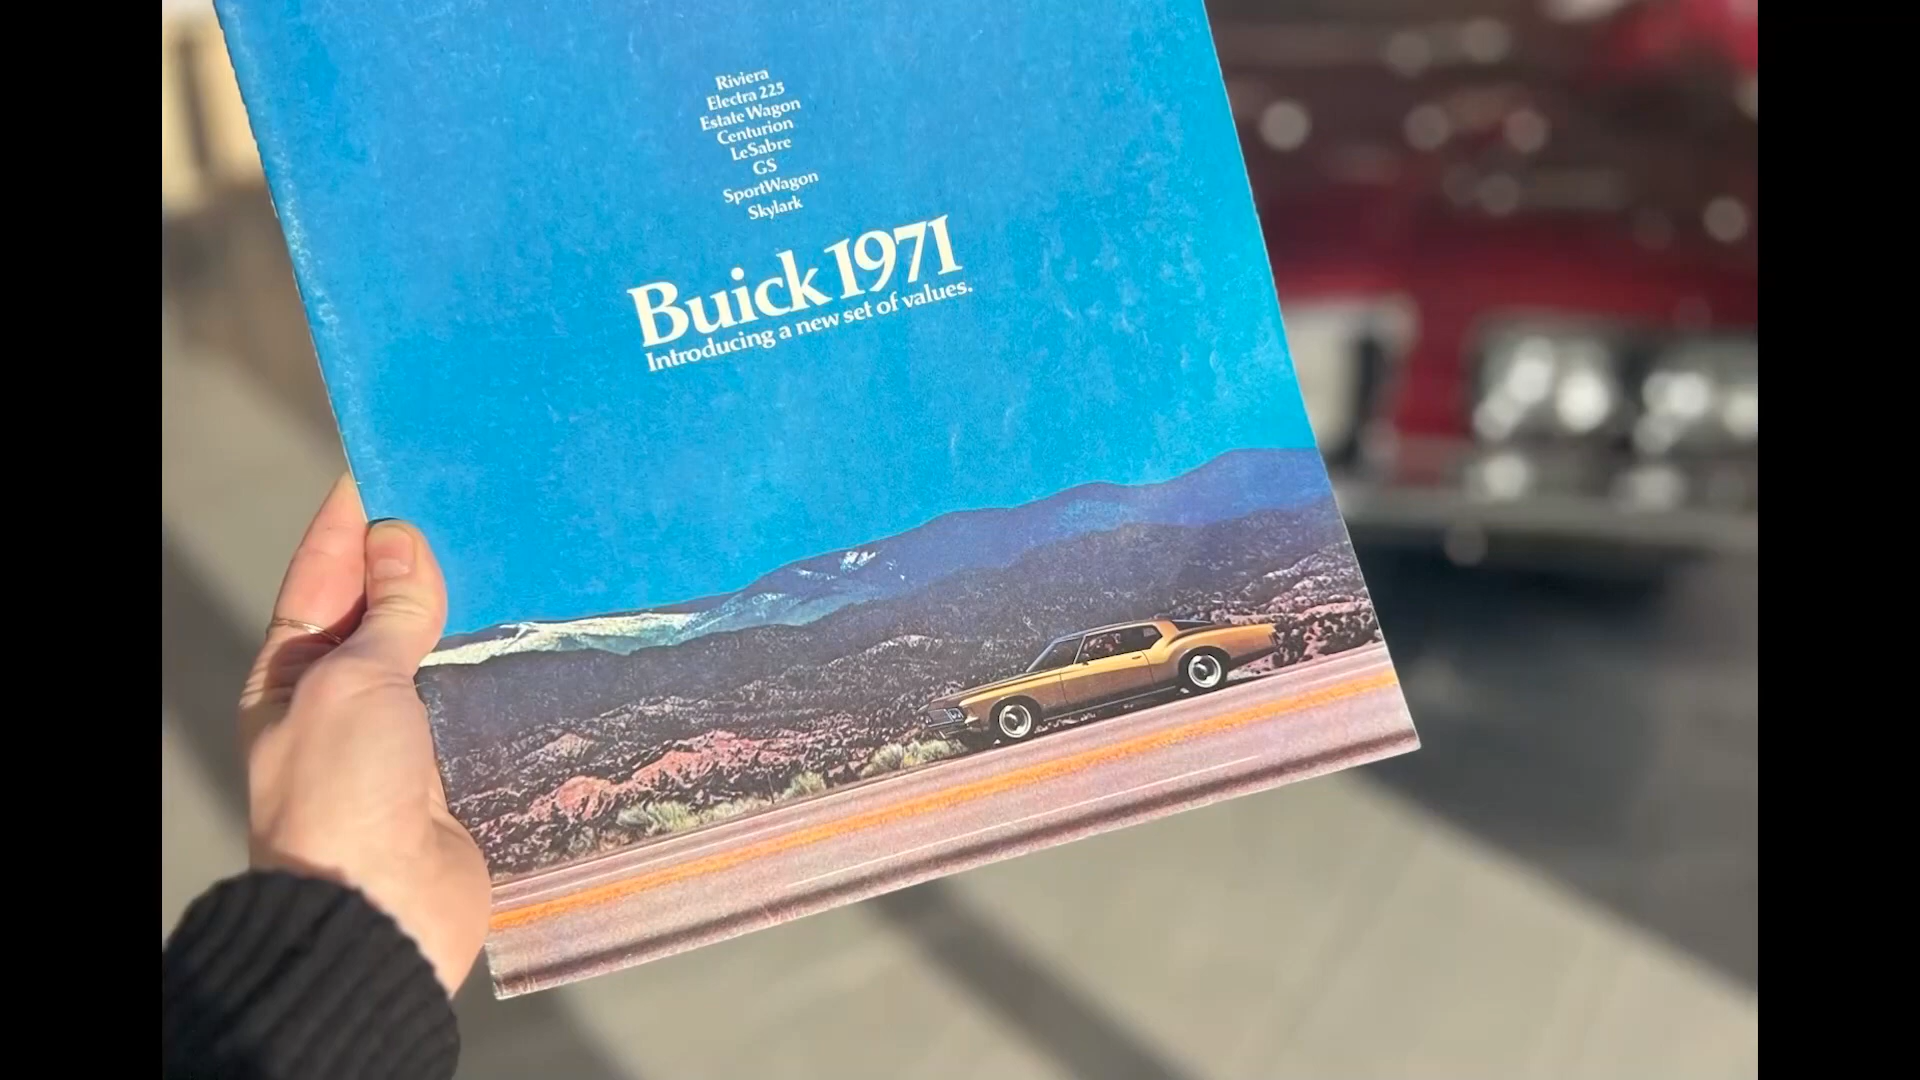 Riviera
Electra 225
Estate Wagon
Centurion
LeSabre
GS
SportWagon
Skylark
Buick 1971
Introducing a new set of values.